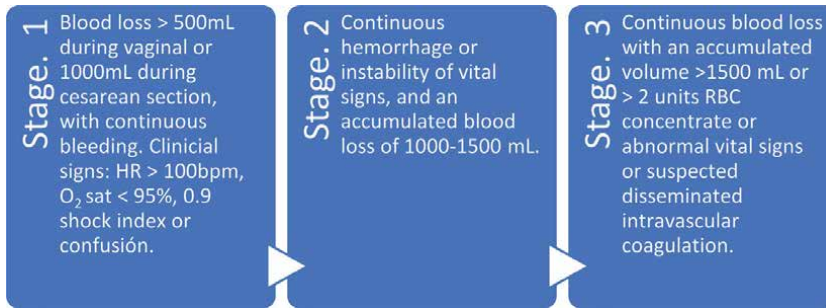 Stage. 1
Blood loss > 500mL
during vaginal or
1000mL during
cesarean section,
with continuous
bleeding. Clinicial
signs: HR > 100bpm,
O₂ sat < 95%, 0.9
shock index or
confusión.
Stage. 2
Continuous
hemorrhage or
instability of vital
signs, and an
accumulated blood
loss of 1000-1500 mL.
Stage. 3
Continuous blood loss
with an accumulated
volume >1500 mL or
> 2 units RBC
concentrate or
abnormal vital signs
or suspected
disseminated
intravascular
coagulation.